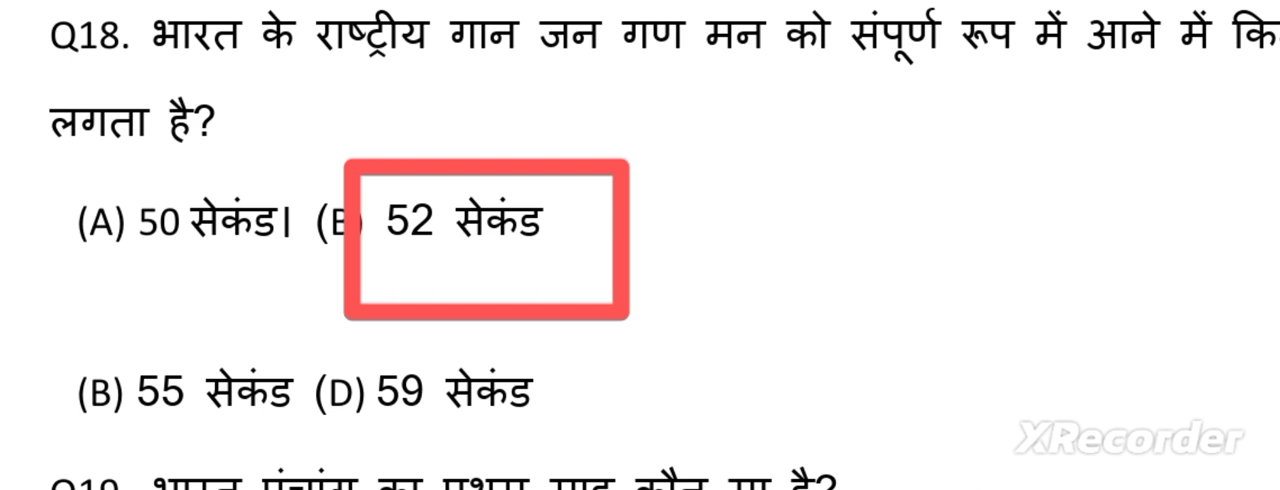 Q18. भारत के राष्ट्रीय गान जन गण मन को संपूर्ण रूप में आने में
लगता है?
(A) 50 सेकंड। (B) 52 सेकंड
(B) 55 सेकंड (D) 59 सेकंड
XRecorder